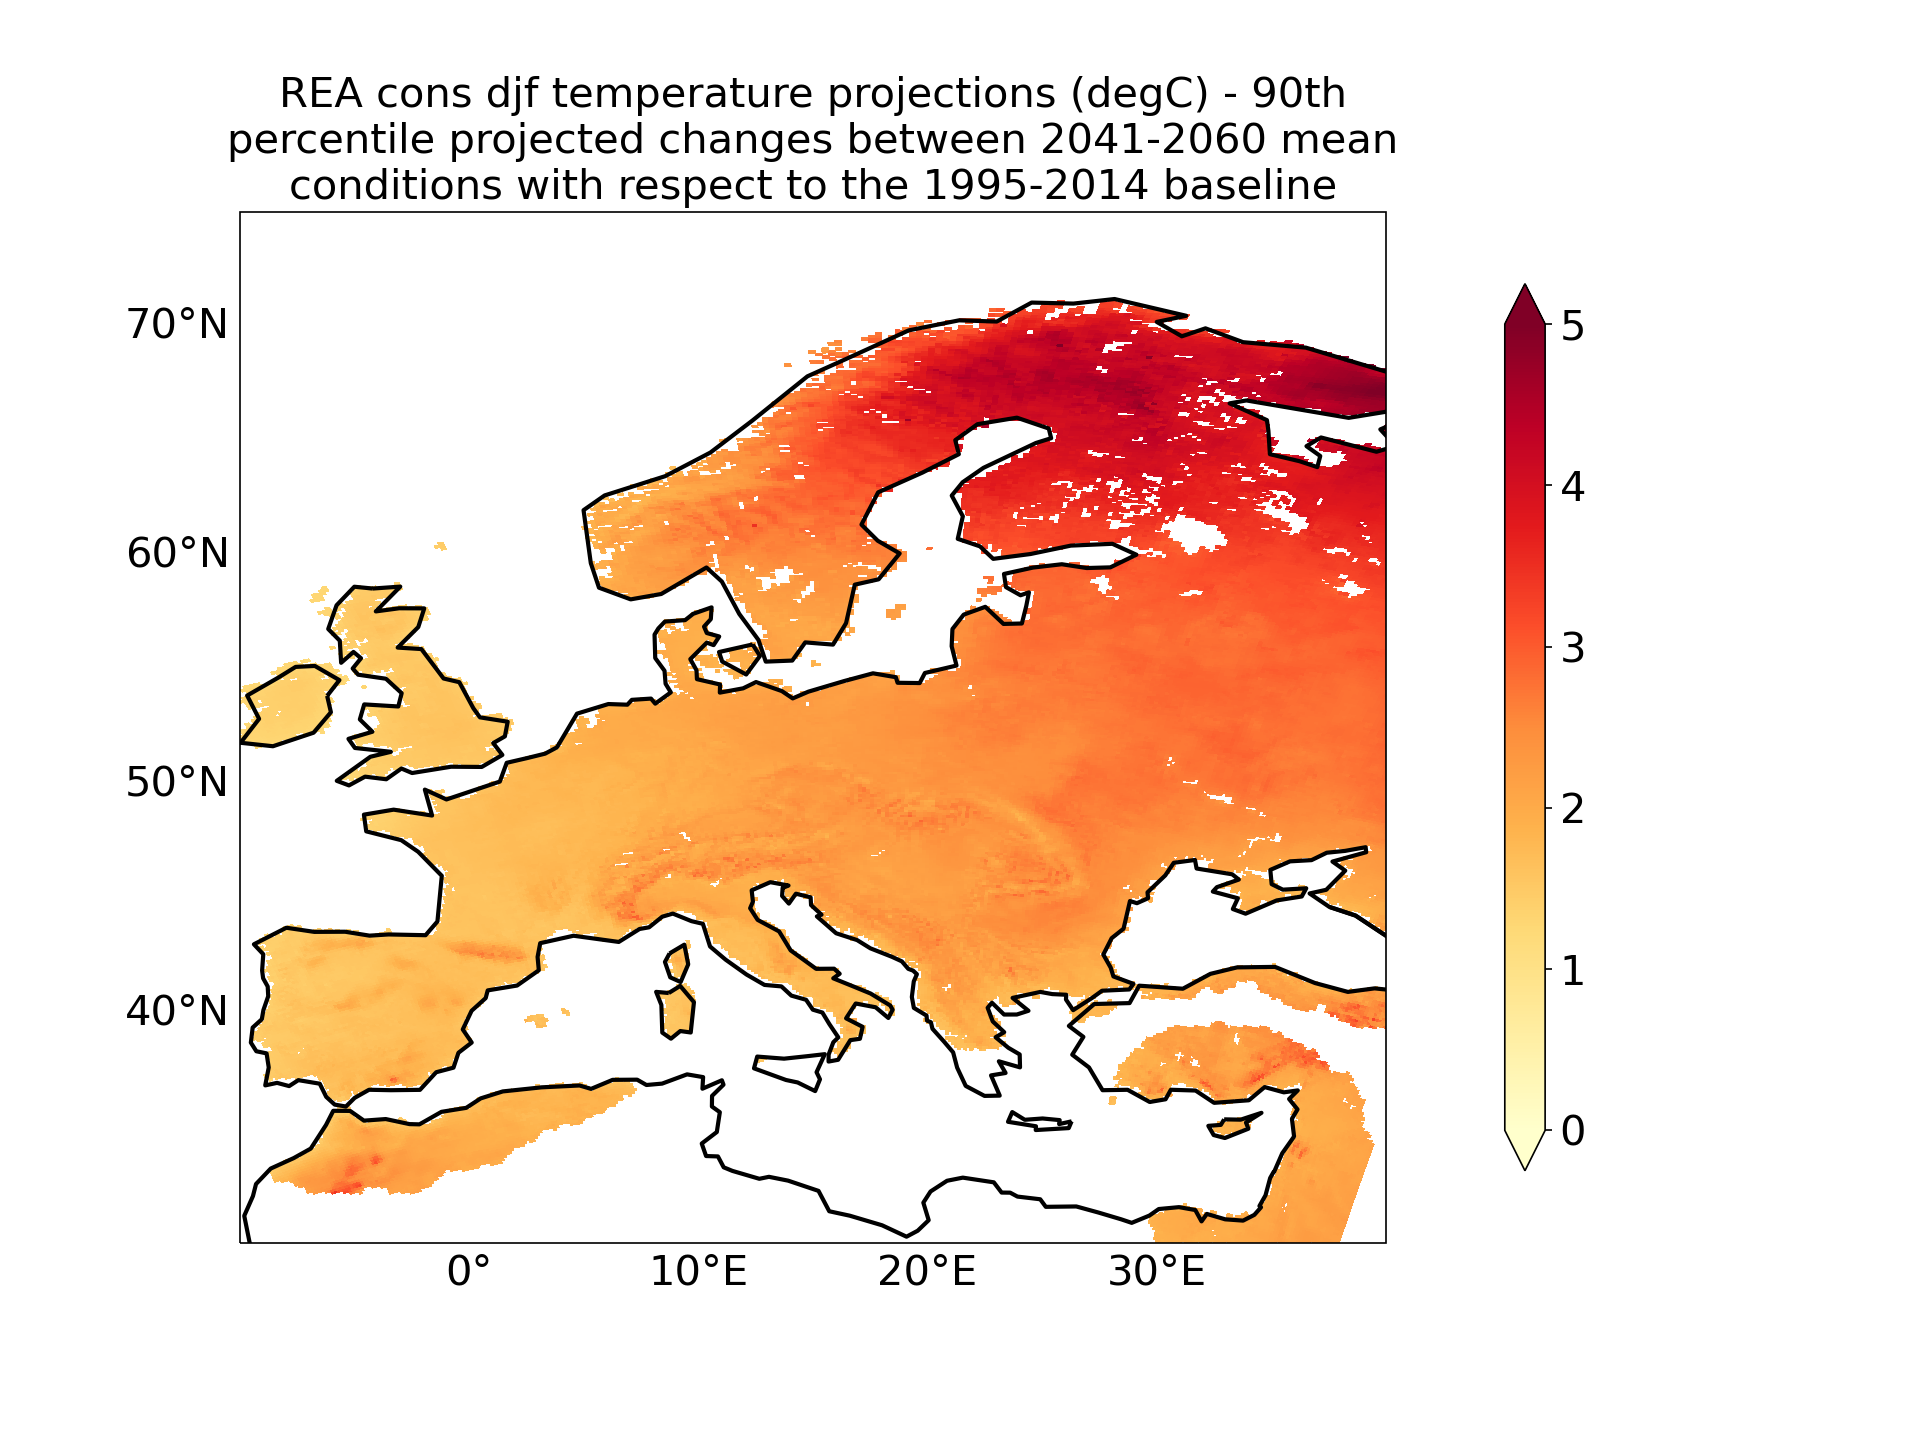 REA cons djf temperature projections (degC) - 90th
percentile projected changes between 2041-2060 mean
conditions with respect to the 1995-2014 baseline
70°N
60°N
50°N
40°N
0°
10°E
20°E
30°E
5
4
3
2
1
0